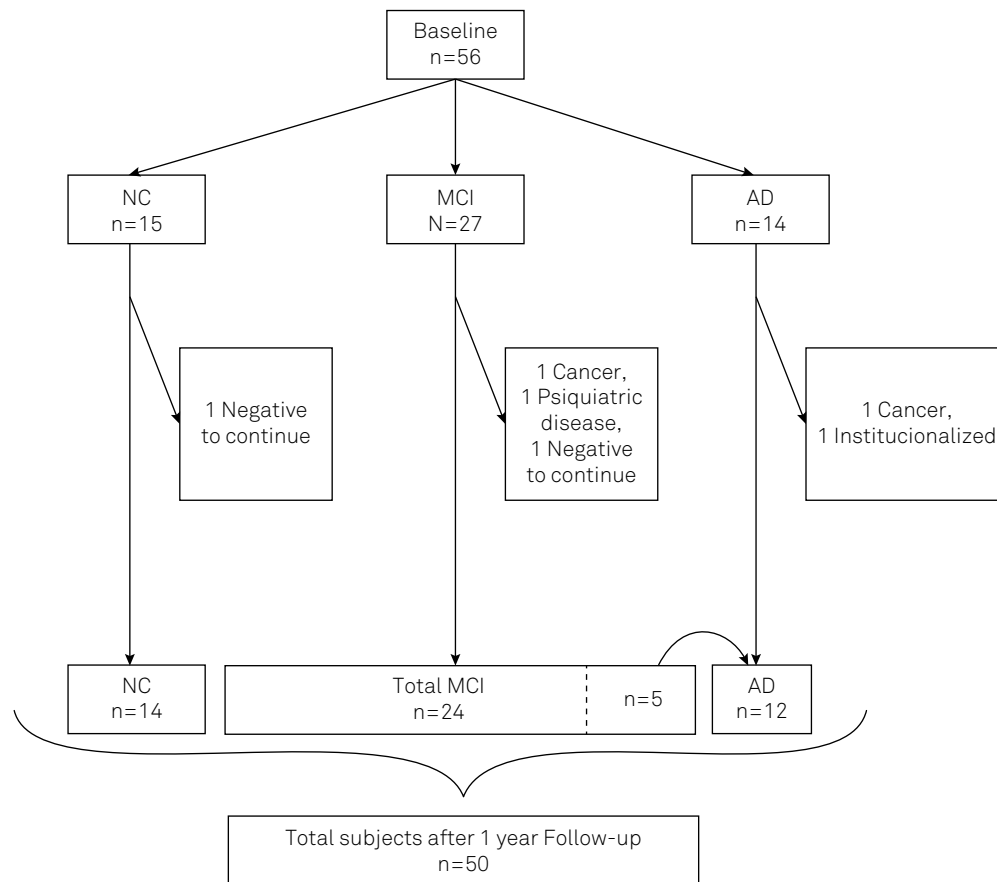 Baseline
n=56
NC
n=15
MCI
N=27
AD
n=14
1 Negative
to continue
1 Cancer,
1 Psiquiatric
disease,
1 Negative
to continue
1 Cancer,
1 Institucionalized
NC
n=14
Total MCI
n=24
n=5
AD
n=12
Total subjects after 1 year Follow-up
n=50